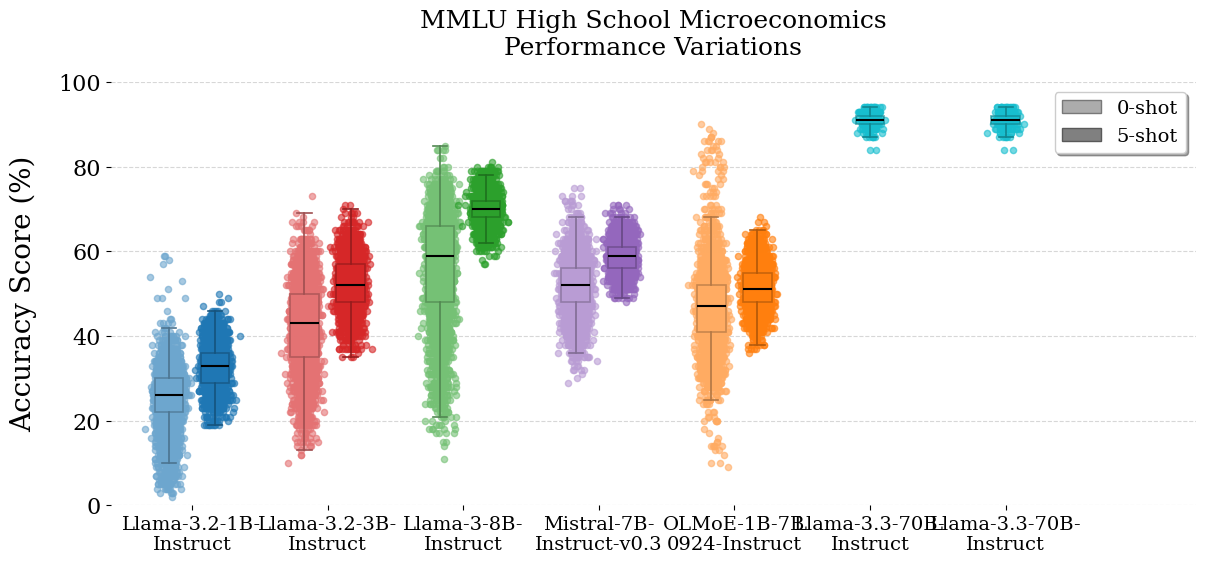 MMLU High School Microeconomics
Performance Variations
Accuracy Score (%)
100
80
60
40
20
0
0-shot
5-shot
Llama-3.2-1B-
Instruct
Llama-3.2-3B-
Instruct
Llama-3-8B-
Instruct
Mistral-7B-
Instruct-v0.3
OLMoE-1B-7B-
0924-Instruct
Llama-3.3-70B-
Instruct
Llama-3.3-70B-
Instruct